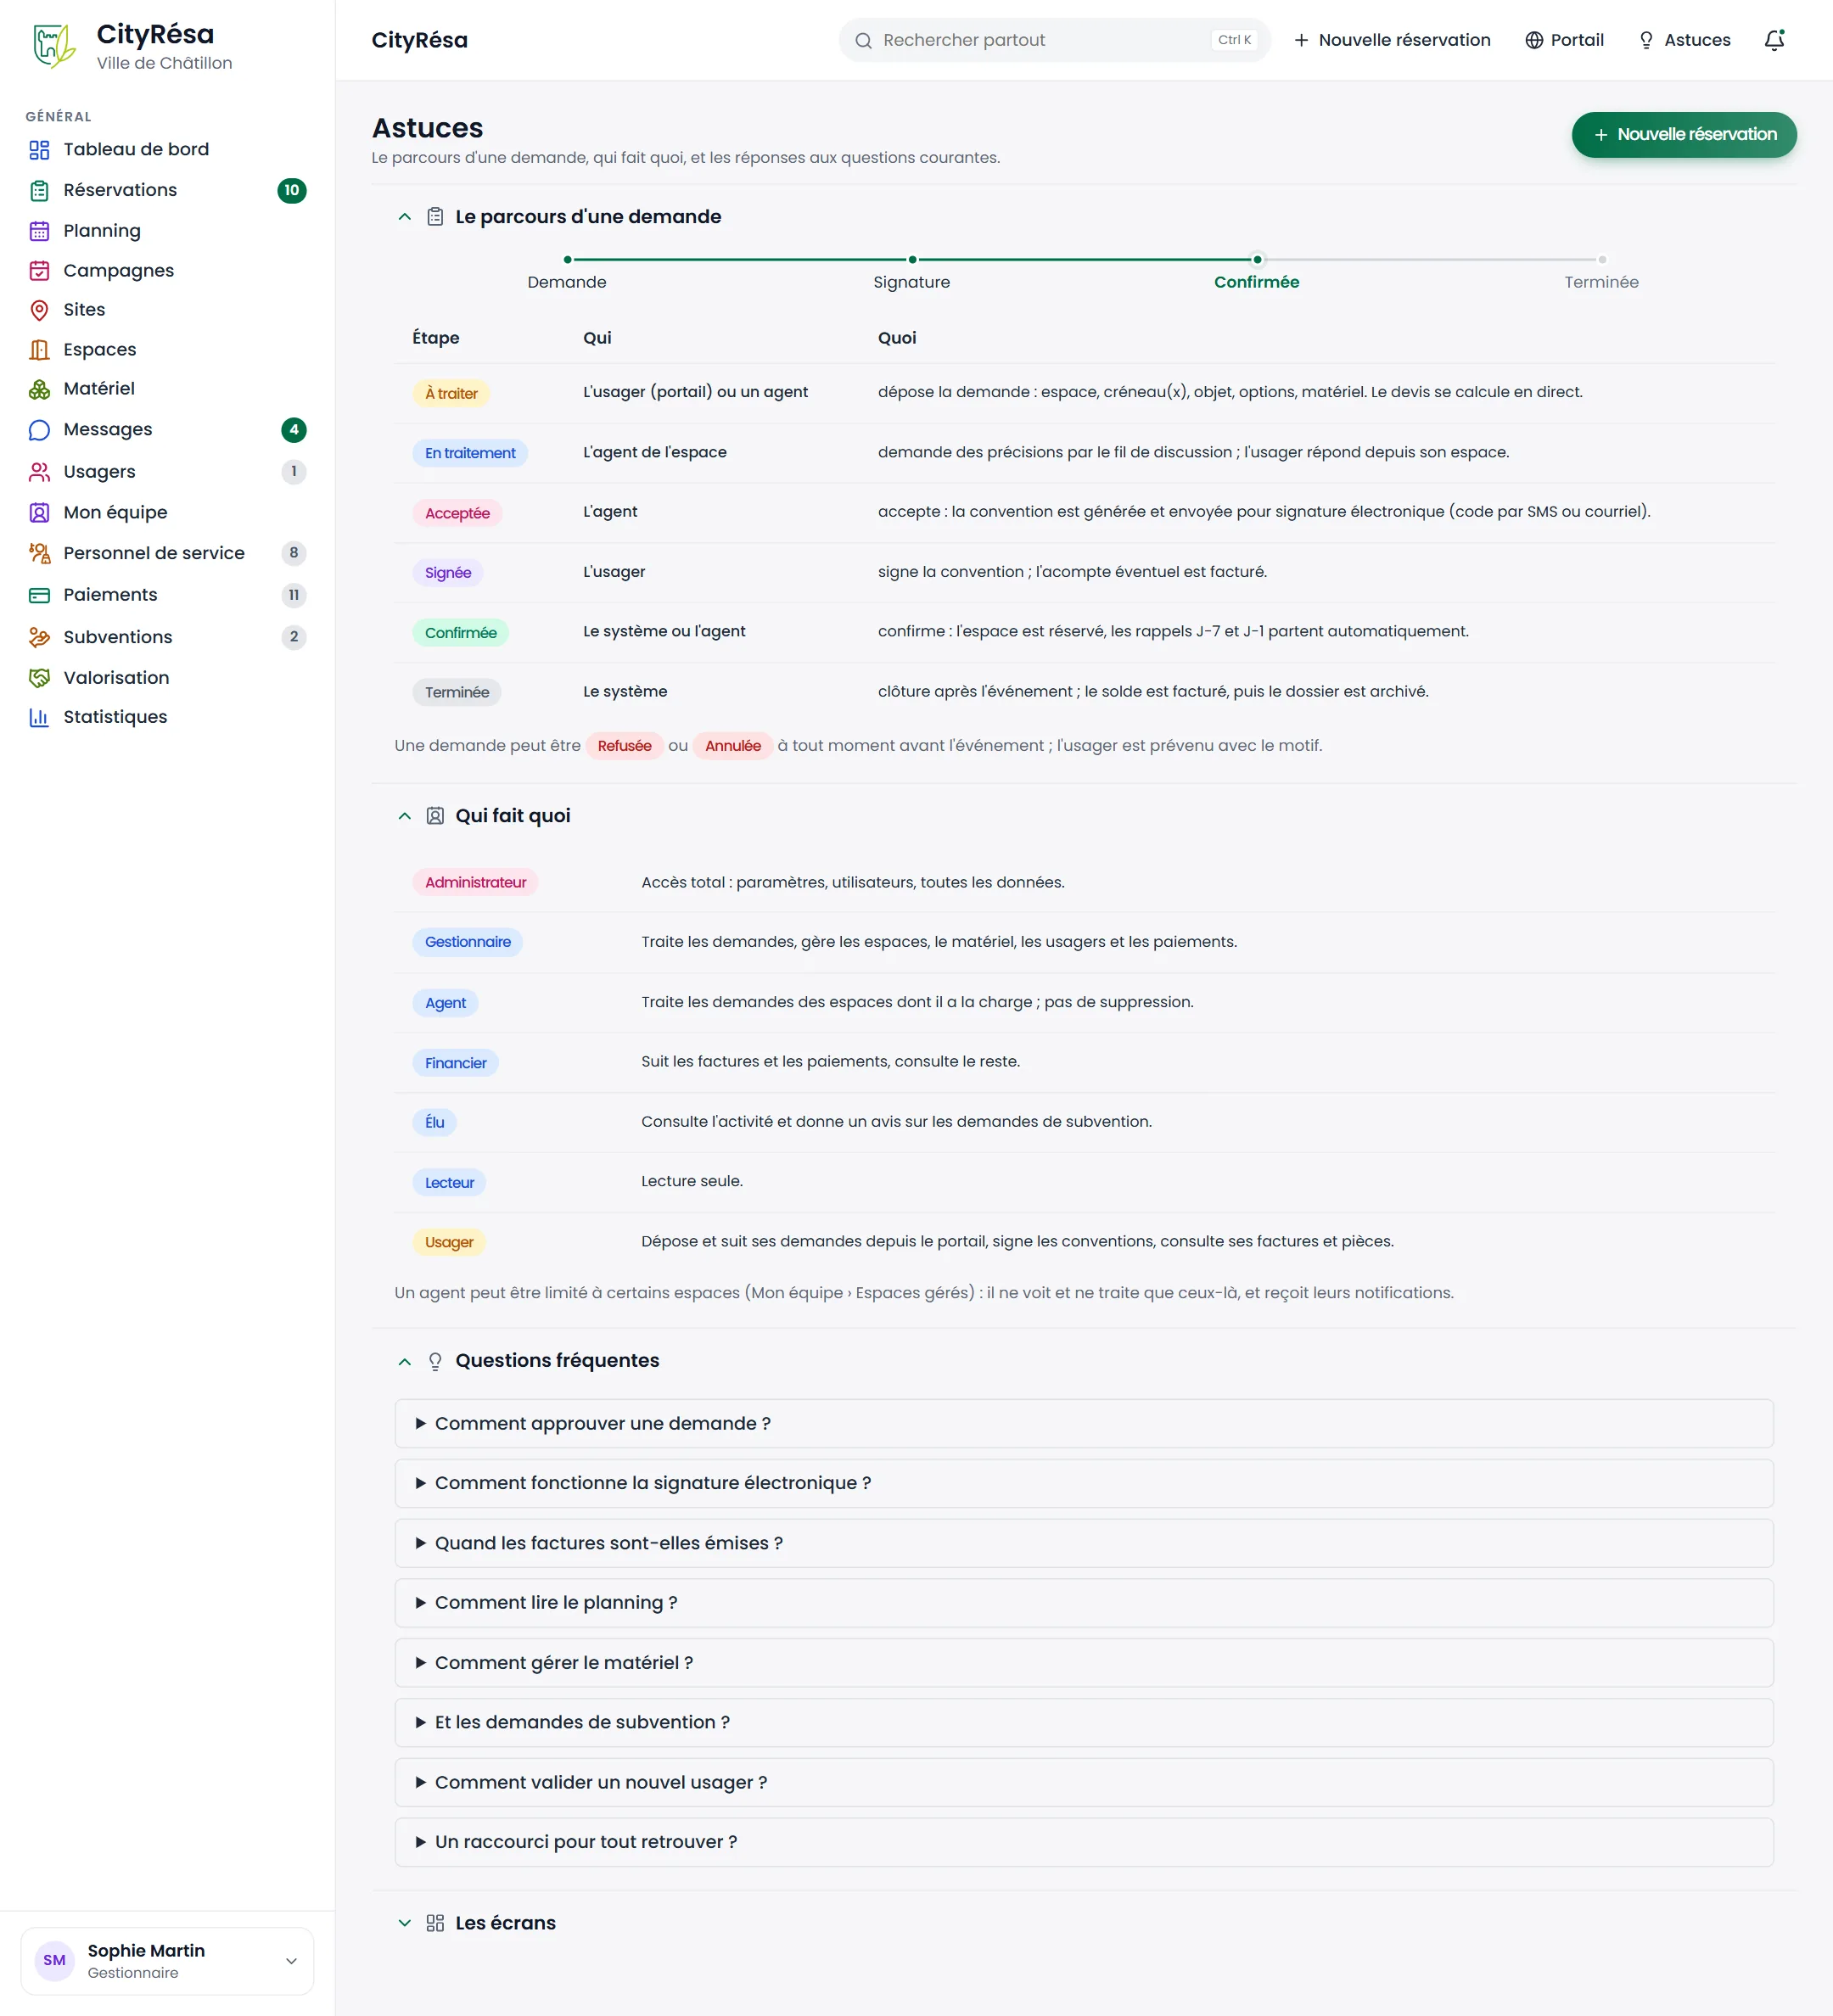 CityRésa
Ville de Châtillon
GÉNÉRAL
Tableau de bord
Réservations 10
Planning
Campagnes
Sites
Espaces
Matériel
Messages 4
Usagers 1
Mon équipe
Personnel de service 8
Paiements 11
Subventions 2
Valorisation
Statistiques
SM
Sophie Martin
Gestionnaire
CityRésa
Rechercher partout Ctrl K
Nouvelle réservation
Portail
Astuces
Astuces
Le parcours d'une demande, qui fait quoi, et les réponses aux questions courantes.
+ Nouvelle réservation
Le parcours d'une demande
Demande Signature Confirmée Terminée
Étape Qui Quoi
À traiter L'usager (portail) ou un agent dépose la demande : espace, créneau(x), objet, options, matériel. Le devis se calcule en direct.
En traitement L'agent de l'espace demande des précisions par le fil de discussion ; l'usager répond depuis son espace.
Acceptée L'agent accepte : la convention est générée et envoyée pour signature électronique (code par SMS ou courriel).
Signée L'usager signe la convention ; l'acompte éventuel est facturé.
Confirmée Le système ou l'agent confirme : l'espace est réservé, les rappels J-7 et J-1 partent automatiquement.
Terminée Le système clôture après l'événement ; le solde est facturé, puis le dossier est archivé.
Une demande peut être Refusée ou Annulée à tout moment avant l'événement ; l'usager est prévenu avec le motif.
Qui fait quoi
Administrateur Accès total : paramètres, utilisateurs, toutes les données.
Gestionnaire Traite les demandes, gère les espaces, le matériel, les usagers et les paiements.
Agent Traite les demandes des espaces dont il a la charge ; pas de suppression.
Financier Suit les factures et les paiements, consulte le reste.
Élu Consulte l'activité et donne un avis sur les demandes de subvention.
Lecteur Lecture seule.
Usager Dépose et suit ses demandes depuis le portail, signe les conventions, consulte ses factures et pièces.
Un agent peut être limité à certains espaces (Mon équipe › Espaces gérés) : il ne voit et ne traite que ceux-là, et reçoit leurs notifications.
Questions fréquentes
Comment approuver une demande ?
Comment fonctionne la signature électronique ?
Quand les factures sont-elles émises ?
Comment lire le planning ?
Comment gérer le matériel ?
Et les demandes de subvention ?
Comment valider un nouvel usager ?
Un raccourci pour tout retrouver ?
Les écrans